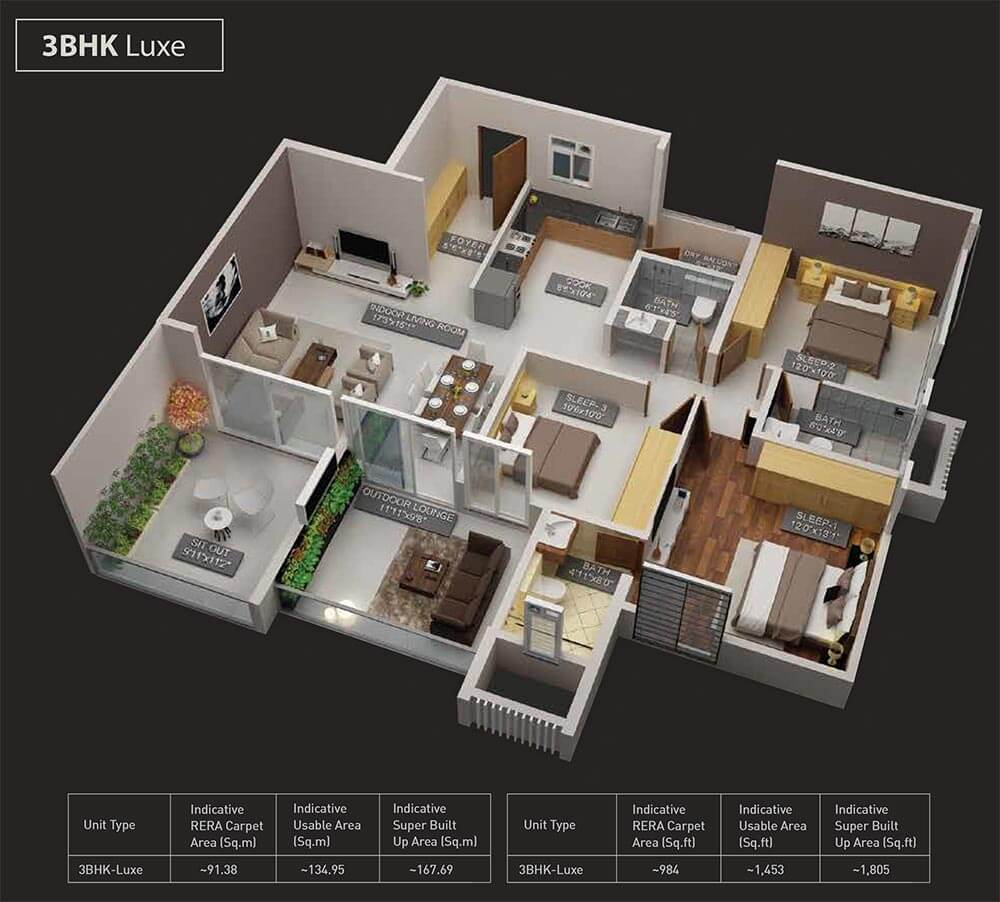 3BHK Luxe
FOYER
DRY BALCONY
COOK
8'6"x10'4"
BATH
6'1"x4'5"
INDOOR LIVING ROOM
17'3"x15'1"
SLEEP-2
12'0"x10'0"
SLEEP-3
10'6"x10'0"
BATH
OUTDOOR LOUNGE
11'11"x9'8"
SLEEP-1
12'0"x13'1"
SIT OUT
9'11"x11'2"
BATH
4'11"x8'0"
Unit Type
Indicative
RERA Carpet
Area (Sq.m)
Indicative
Usable Area
(Sq.m)
Indicative
Super Built
Up Area (Sq.m)
3BHK-Luxe ~91.38 ~134.95 ~167.69
Unit Type
Indicative
RERA Carpet
Area (Sq.ft)
Indicative
Usable Area
(Sq.ft)
Indicative
Super Built
Up Area (Sq.ft)
3BHK-Luxe ~984 ~1,453 ~1,805